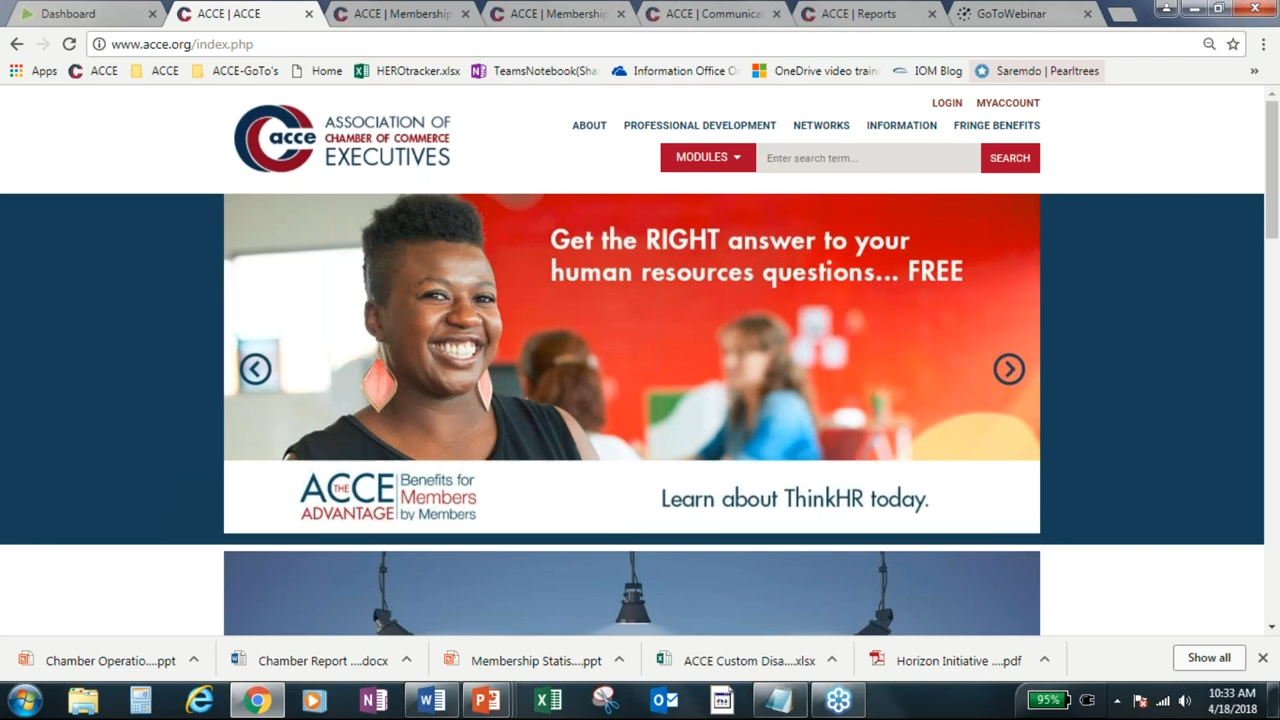 Dashboard
ACCE | ACCE
ACCE | Membership
ACCE | Membership
ACCE | Communica
ACCE | Reports
GoToWebinar
www.acce.org/index.php
Apps
ACCE
ACCE
ACCE-GoTo's
Home
HEROtracker.xlsx
TeamsNotebook(Sha
Information Office O
OneDrive video train
IOM Blog
Saremdo | Pearltrees
»
LOGIN MYACCOUNT
acce
ASSOCIATION OF
CHAMBER OF COMMERCE
EXECUTIVES
ABOUT PROFESSIONAL DEVELOPMENT NETWORKS INFORMATION FRINGE BENEFITS
MODULES Enter search term... SEARCH
Get the RIGHT answer to your
human resources questions... FREE
THE ACCE ADVANTAGE
Benefits for
Members
by Members
Learn about ThinkHR today.
Chamber Operatio....ppt
Chamber Report ....docx
Membership Statis....ppt
ACCE Custom Disa....xlsx
Horizon Initiative ....pdf
Show all
95%
10:33 AM
4/18/2018